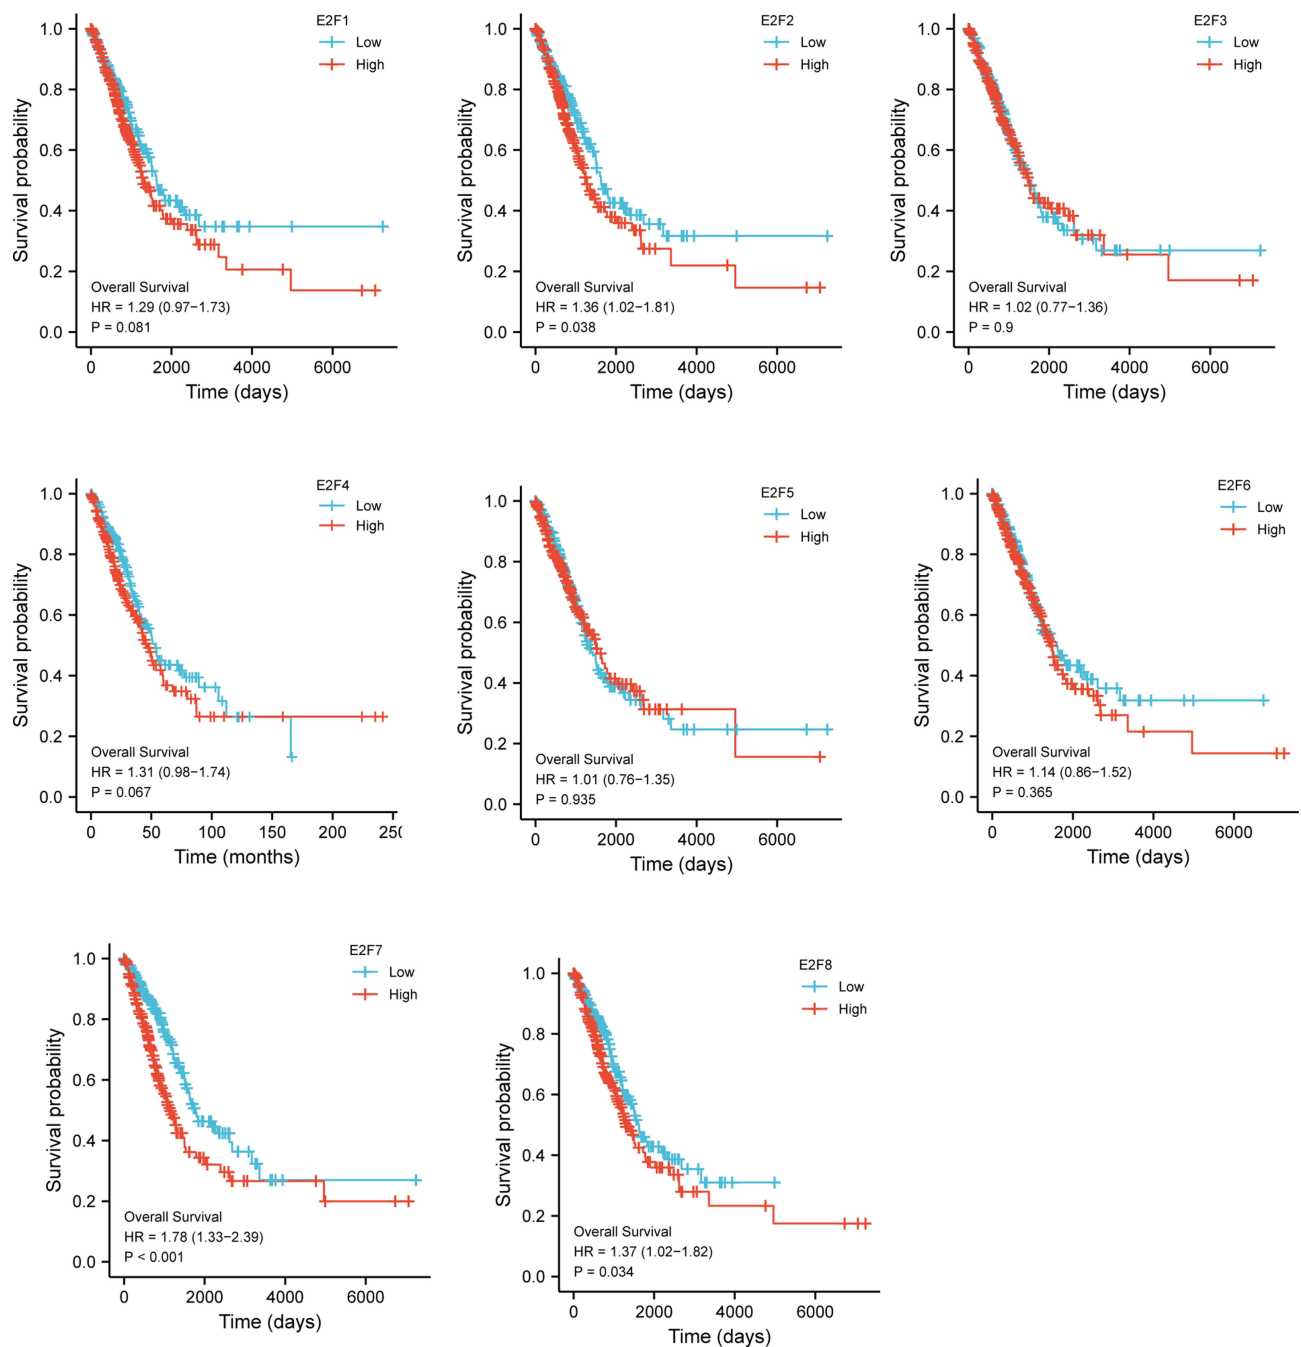 E2F1
Low
High
Survival probability
1.0
0.8
0.6
0.4
0.2
0.0
Overall Survival
HR = 1.29 (0.97−1.73)
P = 0.081
0 2000 4000 6000
Time (days)
E2F2
Low
High
Survival probability
1.0
0.8
0.6
0.4
0.2
0.0
Overall Survival
HR = 1.36 (1.02−1.81)
P = 0.038
0 2000 4000 6000
Time (days)
E2F3
Low
High
Survival probability
1.0
0.8
0.6
0.4
0.2
0.0
Overall Survival
HR = 1.02 (0.77−1.36)
P = 0.9
0 2000 4000 6000
Time (days)
E2F4
Low
High
Survival probability
1.0
0.8
0.6
0.4
0.2
0.0
Overall Survival
HR = 1.31 (0.98−1.74)
P = 0.067
0 50 100 150 200 250
Time (months)
E2F5
Low
High
Survival probability
1.0
0.8
0.6
0.4
0.2
0.0
Overall Survival
HR = 1.01 (0.76−1.35)
P = 0.935
0 2000 4000 6000
Time (days)
E2F6
Low
High
Survival probability
1.0
0.8
0.6
0.4
0.2
0.0
Overall Survival
HR = 1.14 (0.86−1.52)
P = 0.365
0 2000 4000 6000
Time (days)
E2F7
Low
High
Survival probability
1.0
0.8
0.6
0.4
0.2
0.0
Overall Survival
HR = 1.78 (1.33−2.39)
P < 0.001
0 2000 4000 6000
Time (days)
E2F8
Low
High
Survival probability
1.0
0.8
0.6
0.4
0.2
0.0
Overall Survival
HR = 1.37 (1.02−1.82)
P = 0.034
0 2000 4000 6000
Time (days)